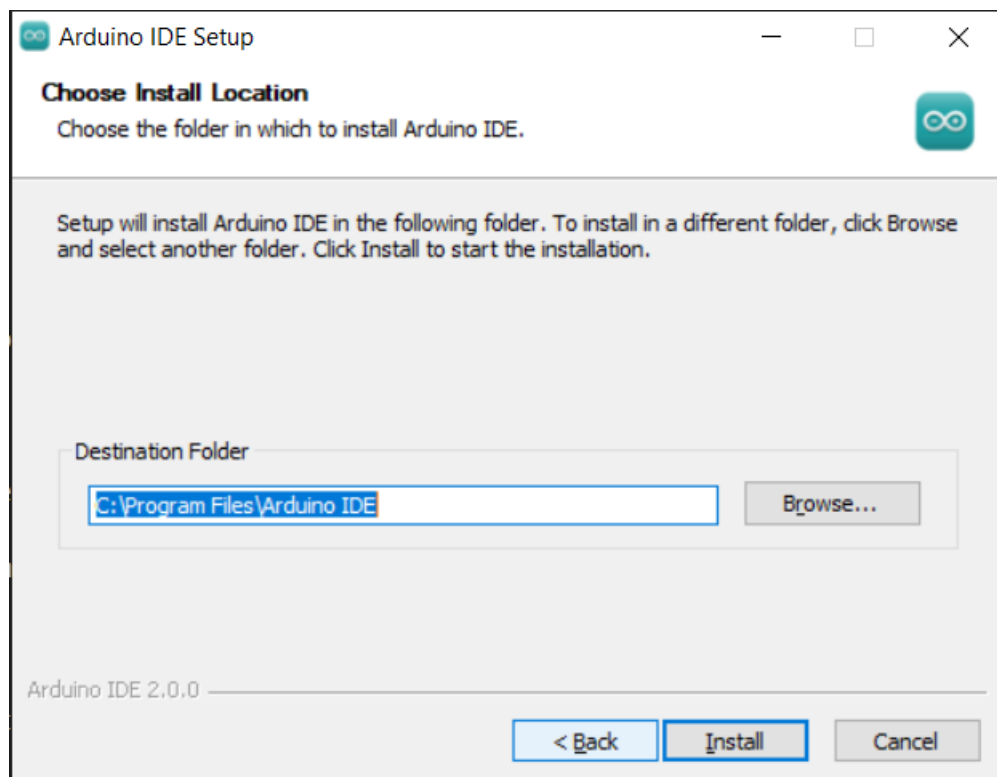 Arduino IDE Setup
Choose Install Location
Choose the folder in which to install Arduino IDE.
Setup will install Arduino IDE in the following folder. To install in a different folder, click Browse
and select another folder. Click Install to start the installation.
Destination Folder
C:\Program Files\Arduino IDE
Browse...
Arduino IDE 2.0.0
< Back
Install
Cancel